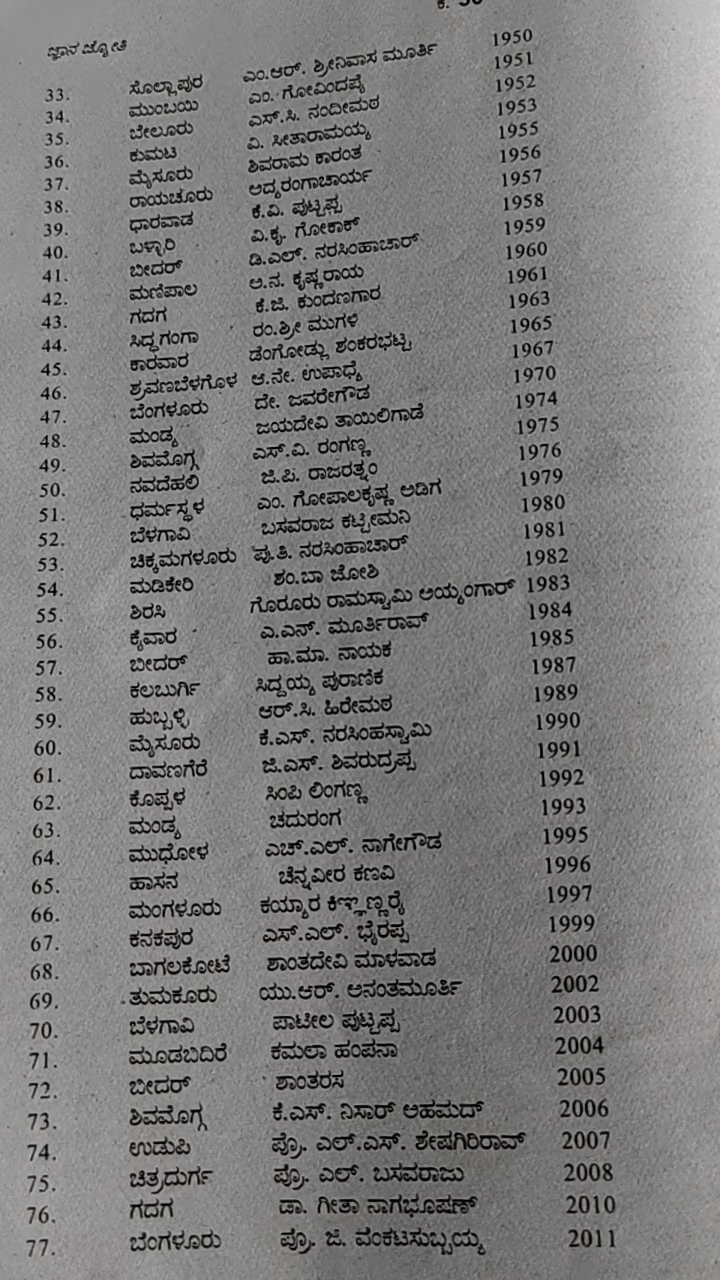 ಜ್ಞಾನ ಜ್ಯೋತಿ
33. ಸೊಲ್ಲಾಪುರ ಎಂ.ಆರ್. ಶ್ರೀನಿವಾಸ ಮೂರ್ತಿ 1950
34. ಮುಂಬಯಿ ಎಂ. ಗೋವಿಂದಪೈ 1951
35. ಬೇಲೂರು ಎಸ್.ಸಿ. ನಂದೀಮಠ 1952
36. ಕುಮಟ ವಿ. ಸೀತಾರಾಮಯ್ಯ 1953
37. ಮೈಸೂರು ಶಿವರಾಮ ಕಾರಂತ 1955
38. ರಾಯಚೂರು ಆದ್ಯರಂಗಾಚಾರ್ಯ 1956
39. ಧಾರವಾಡ ಕೆ.ವಿ. ಪುಟ್ಟಪ್ಪ 1957
40. ಬಳ್ಳಾರಿ ವಿ.ಕೃ. ಗೋಕಾಕ್ 1958
41. ಬೀದರ್ ಡಿ.ಎಲ್. ನರಸಿಂಹಾಚಾರ್ 1959
42. ಮಣಿಪಾಲ ಅ.ನ. ಕೃಷ್ಣರಾಯ 1960
43. ಗದಗ ಕೆ.ಜಿ. ಕುಂದಣಗಾರ 1961
44. ಸಿದ್ದಗಂಗಾ ರಂ.ಶ್ರೀ ಮುಗಳಿ 1963
45. ಕಾರವಾರ ಡೆಂಗೋಡ್ಲು ಶಂಕರಭಟ್ಟ 1965
46. ಶ್ರವಣಬೆಳಗೊಳ ಆ.ನೇ. ಉಪಾಧ್ಯೆ 1967
47. ಬೆಂಗಳೂರು ದೇ. ಜವರೇಗೌಡ 1970
48. ಮಂಡ್ಯ ಜಯದೇವಿ ತಾಯಿಲಿಗಾಡೆ 1974
49. ಶಿವಮೊಗ್ಗ ಎಸ್.ವಿ. ರಂಗಣ್ಣ 1975
50. ನವದೆಹಲಿ ಜಿ.ಪಿ. ರಾಜರತ್ನಂ 1976
51. ಧರ್ಮಸ್ಥಳ ಎಂ. ಗೋಪಾಲಕೃಷ್ಣ ಅಡಿಗ 1979
52. ಬೆಳಗಾವಿ ಬಸವರಾಜ ಕಟ್ಟೀಮನಿ 1980
53. ಚಿಕ್ಕಮಗಳೂರು ಪು.ತಿ. ನರಸಿಂಹಾಚಾರ್ 1981
54. ಮಡಿಕೇರಿ ಶಂ.ಬಾ ಜೋಶಿ 1982
55. ಶಿರಸಿ ಗೊರೂರು ರಾಮಸ್ವಾಮಿ ಅಯ್ಯಂಗಾರ್ 1983
56. ಕೈವಾರ ಎ.ಎನ್. ಮೂರ್ತಿರಾವ್ 1984
57. ಬೀದರ್ ಹಾ.ಮಾ. ನಾಯಕ 1985
58. ಕಲಬುರ್ಗಿ ಸಿದ್ದಯ್ಯ ಪುರಾಣಿಕ 1987
59. ಹುಬ್ಬಳ್ಳಿ ಆರ್.ಸಿ. ಹಿರೇಮಠ 1989
60. ಮೈಸೂರು ಕೆ.ಎಸ್. ನರಸಿಂಹಸ್ವಾಮಿ 1990
61. ದಾವಣಗೆರೆ ಜಿ.ಎಸ್. ಶಿವರುದ್ರಪ್ಪ 1991
62. ಕೊಪ್ಪಳ ಸಿಂಪಿ ಲಿಂಗಣ್ಣ 1992
63. ಮಂಡ್ಯ ಚದುರಂಗ 1993
64. ಮುಧೋಳ ಎಚ್.ಎಲ್. ನಾಗೇಗೌಡ 1995
65. ಹಾಸನ ಚೆನ್ನವೀರ ಕಣವಿ 1996
66. ಮಂಗಳೂರು ಕಯ್ಯಾರ ಕಿಞ್ಞಣ್ಣರೈ 1997
67. ಕನಕಪುರ ಎಸ್.ಎಲ್. ಭೈರಪ್ಪ 1999
68. ಬಾಗಲಕೋಟೆ ಶಾಂತದೇವಿ ಮಾಳವಾಡ 2000
69. ತುಮಕೂರು ಯು.ಆರ್. ಅನಂತಮೂರ್ತಿ 2002
70. ಬೆಳಗಾವಿ ಪಾಟೀಲ ಪುಟ್ಟಪ್ಪ 2003
71. ಮೂಡಬದಿರೆ ಕಮಲಾ ಹಂಪನಾ 2004
72. ಬೀದರ್ ಶಾಂತರಸ 2005
73. ಶಿವಮೊಗ್ಗ ಕೆ.ಎಸ್. ನಿಸಾರ್ ಅಹಮದ್ 2006
74. ಉಡುಪಿ ಪ್ರೊ. ಎಲ್.ಎಸ್. ಶೇಷಗಿರಿರಾವ್ 2007
75. ಚಿತ್ರದುರ್ಗ ಪ್ರೊ. ಎಲ್. ಬಸವರಾಜು 2008
76. ಗದಗ ಡಾ. ಗೀತಾ ನಾಗಭೂಷಣ್ 2010
77. ಬೆಂಗಳೂರು ಪ್ರೊ. ಜಿ. ವೆಂಕಟಸುಬ್ಬಯ್ಯ 2011